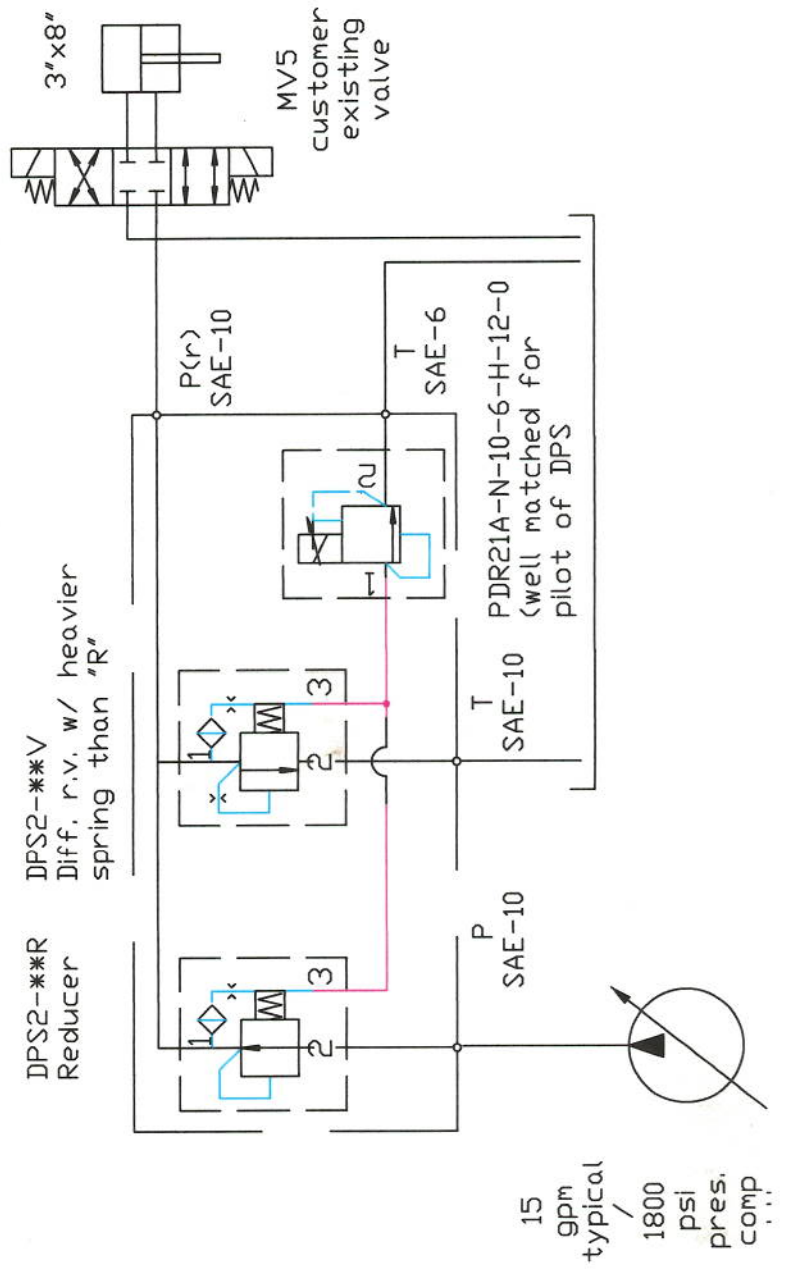 3"x8"
MV5
customer
existing
valve
P(r)
SAE-10
T
SAE-6
DPS2-**V
Diff. r.v. w/ heavier
spring than "R"
1
2
3
1
2
PDR21A-N-10-6-H-12-0
(well matched for
pilot of DPS
T
SAE-10
DPS2-**R
Reducer
1
2
3
P
SAE-10
15
gpm
typical
/
1800
psi
pres.
comp
...